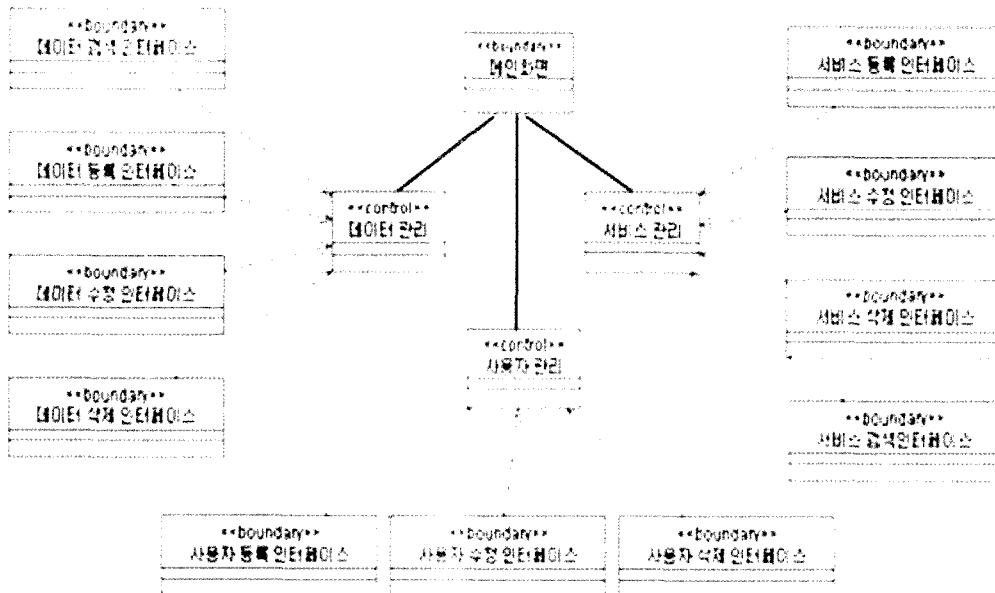 **boundary**
데이터 검색 인터페이스
**boundary**
메인화면
**boundary**
서비스 등록 인터페이스
**boundary**
데이터 등록 인터페이스
**boundary**
서비스 수정 인터페이스
**control**
데이터 관리
**control**
서비스 관리
**boundary**
데이터 수정 인터페이스
**boundary**
서비스 삭제 인터페이스
**control**
사용자 관리
**boundary**
데이터 삭제 인터페이스
**boundary**
서비스 검색인터페이스
**boundary**
사용자 등록 인터페이스
**boundary**
사용자 수정 인터페이스
**boundary**
사용자 삭제 인터페이스